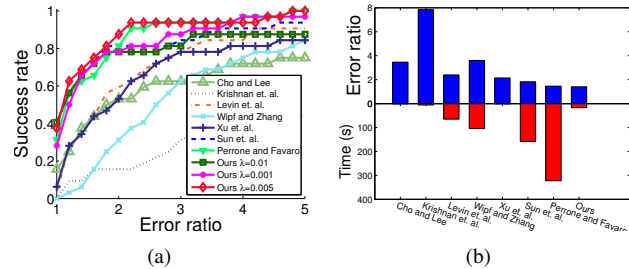 Success rate
1
0.8
0.6
0.4
0.2
0
1 2 3 4 5
Error ratio
Cho and Lee
Krishnan et. al.
Levin et. al.
Wipf and Zhang
Xu et. al.
Sun et. al.
Perrone and Favaro
Ours λ=0.01
Ours λ=0.001
Ours λ=0.005
(a)
Error ratio
8
6
4
2
0
Time (s)
100
200
300
400
Cho and Lee
Krishnan et. al.
Levin et. al.
Wipf and Zhang
Xu et. al.
Sun et. al.
Perrone and Favaro
Ours
(b)